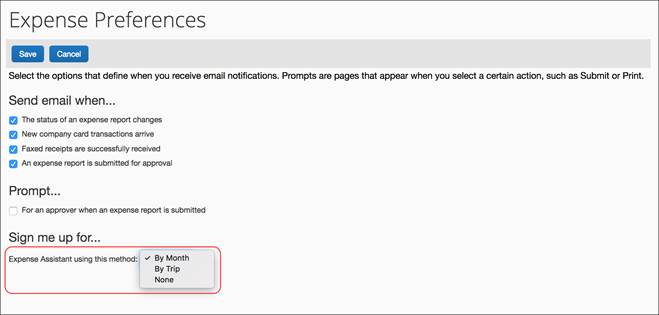 Expense Preferences
Save Cancel
Select the options that define when you receive email notifications. Prompts are pages that appear when you select a certain action, such as Submit or Print.
Send email when...
The status of an expense report changes
New company card transactions arrive
Faxed receipts are successfully received
An expense report is submitted for approval
Prompt...
For an approver when an expense report is submitted
Sign me up for...
Expense Assistant using this method: By Month
By Trip
None